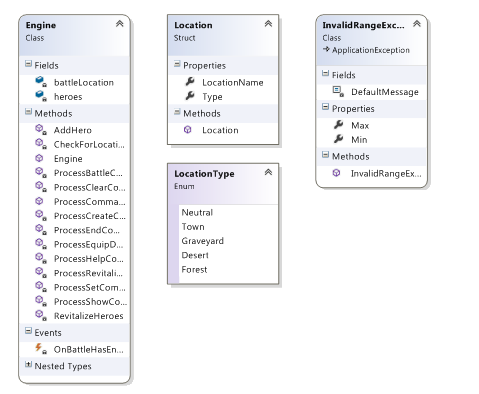 Engine
Class
Fields
battleLocation
heroes
Methods
AddHero
CheckForLocati...
Engine
ProcessBattleC...
ProcessClearCo...
ProcessComma...
ProcessCreateC...
ProcessEndCo...
ProcessEquipD...
ProcessHelpCo...
ProcessRevitali...
ProcessSetCom...
ProcessShowCo...
RevitalizeHeroes
Events
OnBattleHasEn...
Nested Types
Location
Struct
Properties
LocationName
Type
Methods
Location
LocationType
Enum
Neutral
Town
Graveyard
Desert
Forest
InvalidRangeExc...
Class
ApplicationException
Fields
DefaultMessage
Properties
Max
Min
Methods
InvalidRangeEx...